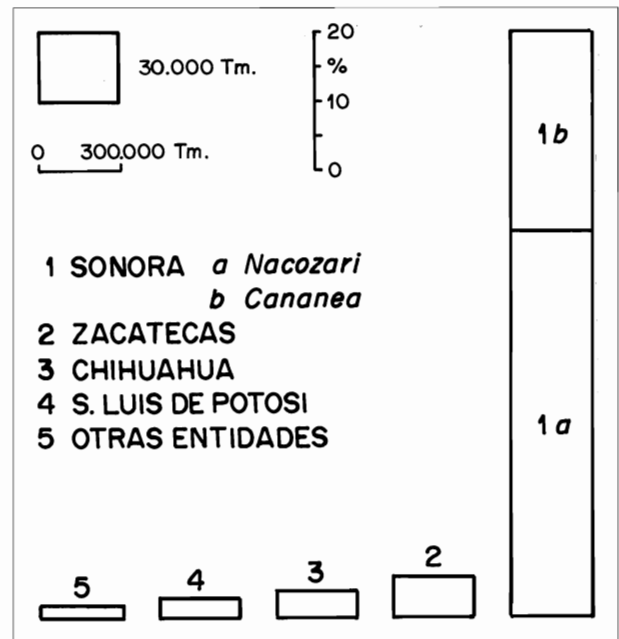 30.000 Tm.
20
%
10
0
0 300.000 Tm.
1 SONORA a Nacozari
b Cananea
2 ZACATECAS
3 CHIHUAHUA
4 S. LUIS DE POTOSI
5 OTRAS ENTIDADES
1b
1a
5
4
3
2